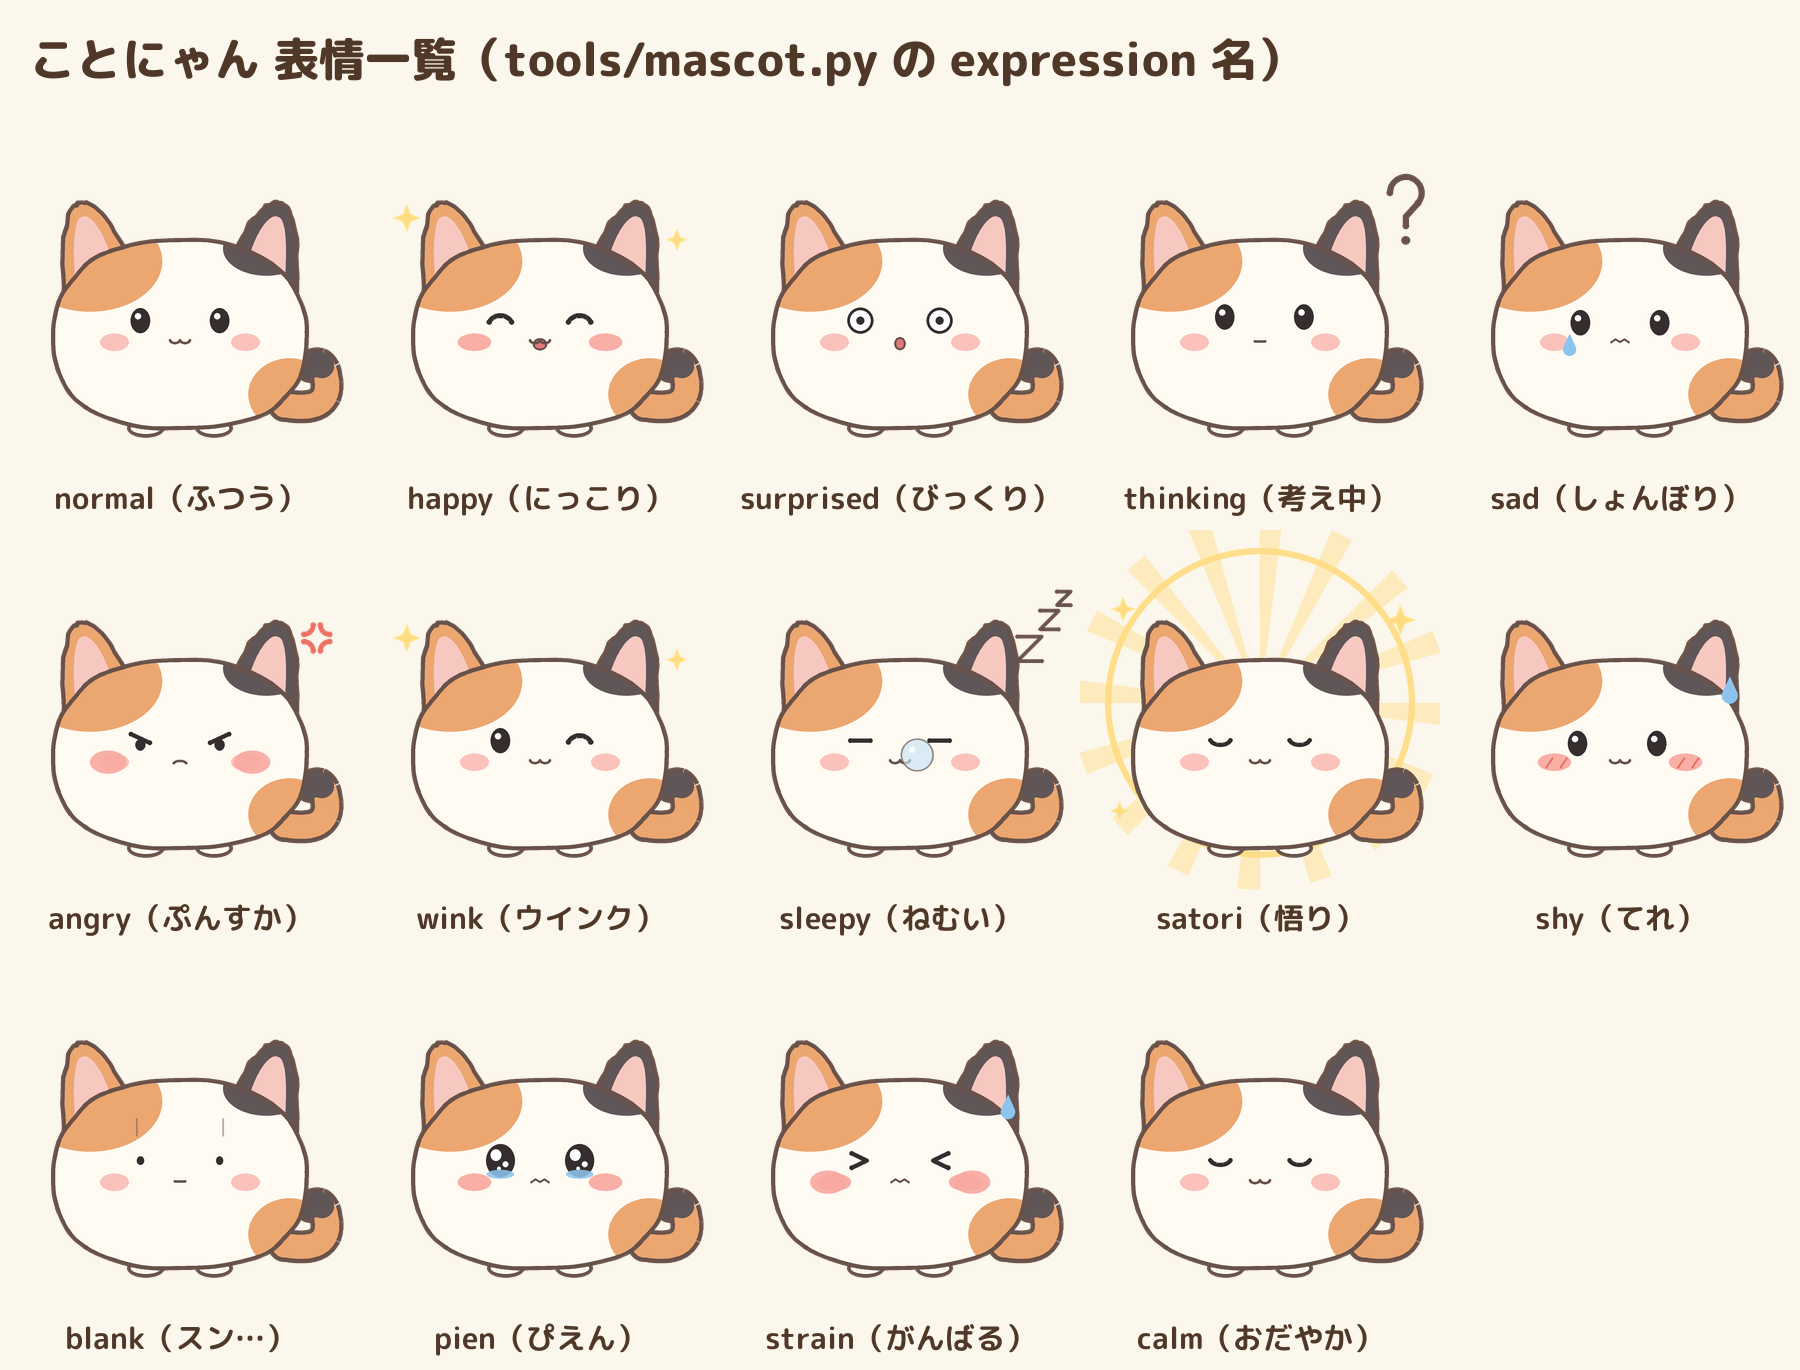 ことにゃん 表情一覧（tools/mascot.py の expression 名）
?
normal（ふつう） happy（にっこり） surprised（びっくり） thinking（考え中） sad（しょんぼり）
z
z
z
angry（ぷんすか） wink（ウインク） sleepy（ねむい） satori（悟り） shy（てれ）
blank（スン…） pien（ぴえん） strain（がんばる） calm（おだやか）